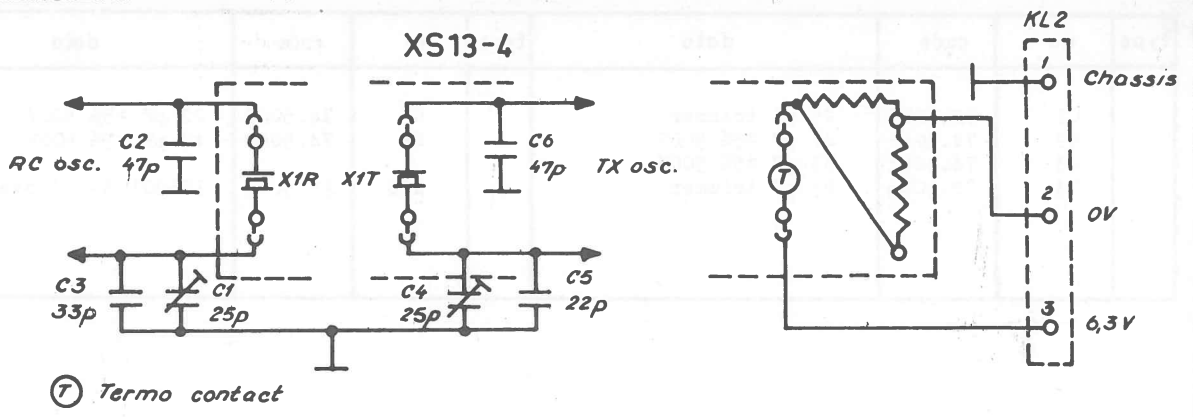 XS13-4
KL2
1
Chassis
C2
47p
RC osc.
X1R
X1T
C6
47p
TX osc.
T
2
0V
C3
33p
C1
25p
C4
25p
C5
22p
3
6,3V
T Termo contact